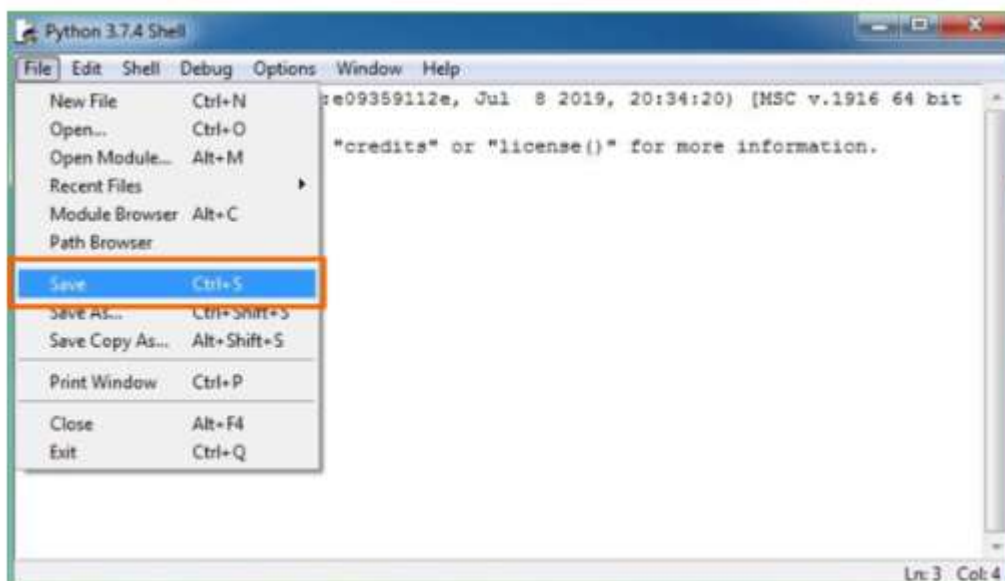 Python 3.7.4 Shell
File Edit Shell Debug Options Window Help
:e09359112e, Jul 8 2019, 20:34:20) [MSC v.1916 64 bit
"credits" or "license()" for more information.
New File Ctrl+N
Open... Ctrl+O
Open Module... Alt+M
Recent Files
Module Browser Alt+C
Path Browser
Save Ctrl+S
Save As... Ctrl+Shift+S
Save Copy As... Alt+Shift+S
Print Window Ctrl+P
Close Alt+F4
Exit Ctrl+Q
Ln: 3 Col: 4